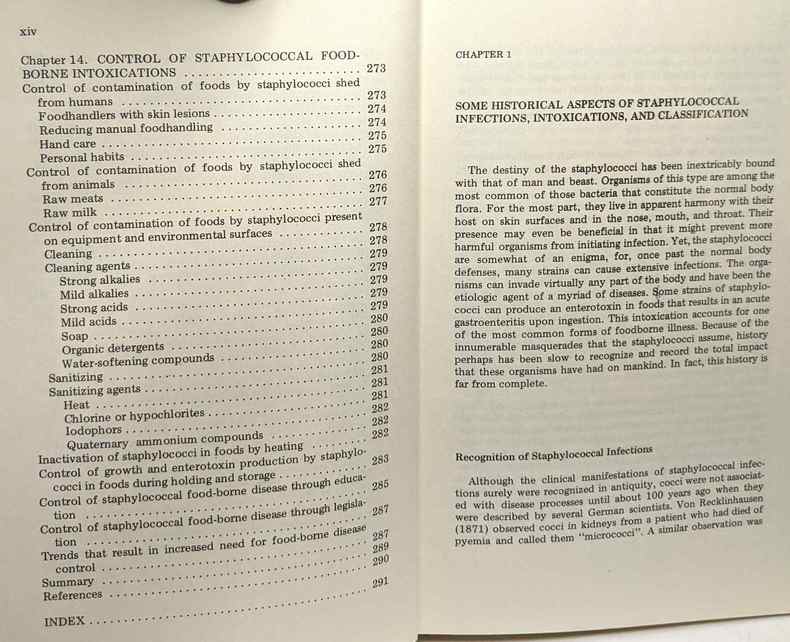 xiv
Chapter 14. CONTROL OF STAPHYLOCOCCAL FOOD-
BORNE INTOXICATIONS . . . . . . . . . . . . . . . . . . . . . . . . . . 273
Control of contamination of foods by staphylococci shed
from humans . . . . . . . . . . . . . . . . . . . . . . . . . . . . . . . . . . 273
Foodhandlers with skin lesions . . . . . . . . . . . . . . . . . . . . . 274
Reducing manual foodhandling . . . . . . . . . . . . . . . . . . . . 274
Hand care . . . . . . . . . . . . . . . . . . . . . . . . . . . . . . . . . . . . . 275
Personal habits . . . . . . . . . . . . . . . . . . . . . . . . . . . . . . . . . 275
Control of contamination of foods by staphylococci shed
from animals . . . . . . . . . . . . . . . . . . . . . . . . . . . . . . . . . . 276
Raw meats . . . . . . . . . . . . . . . . . . . . . . . . . . . . . . . . . . . . 276
Raw milk . . . . . . . . . . . . . . . . . . . . . . . . . . . . . . . . . . . . . 277
Control of contamination of foods by staphylococci present
on equipment and environmental surfaces . . . . . . . . . . . . 278
Cleaning . . . . . . . . . . . . . . . . . . . . . . . . . . . . . . . . . . . . . . 278
Cleaning agents . . . . . . . . . . . . . . . . . . . . . . . . . . . . . . . . 279
Strong alkalies . . . . . . . . . . . . . . . . . . . . . . . . . . . . . . . 279
Mild alkalies . . . . . . . . . . . . . . . . . . . . . . . . . . . . . . . . 279
Strong acids . . . . . . . . . . . . . . . . . . . . . . . . . . . . . . . . . 279
Mild acids . . . . . . . . . . . . . . . . . . . . . . . . . . . . . . . . . . 279
Soap . . . . . . . . . . . . . . . . . . . . . . . . . . . . . . . . . . . . . . . 280
Organic detergents . . . . . . . . . . . . . . . . . . . . . . . . . . . . 280
Water-softening compounds . . . . . . . . . . . . . . . . . . . . . 280
Sanitizing . . . . . . . . . . . . . . . . . . . . . . . . . . . . . . . . . . . . . 280
Sanitizing agents . . . . . . . . . . . . . . . . . . . . . . . . . . . . . . . 281
Heat . . . . . . . . . . . . . . . . . . . . . . . . . . . . . . . . . . . . . . . 281
Chlorine or hypochlorites . . . . . . . . . . . . . . . . . . . . . . . 281
Iodophors . . . . . . . . . . . . . . . . . . . . . . . . . . . . . . . . . . . 282
Quaternary ammonium compounds . . . . . . . . . . . . . . . 282
Inactivation of staphylococci in foods by heating . . . . . . . . 282
Control of growth and enterotoxin production by staphylo-
cocci in foods during holding and storage . . . . . . . . . . . . 283
Control of staphylococcal food-borne disease through educa-
tion . . . . . . . . . . . . . . . . . . . . . . . . . . . . . . . . . . . . . . . . . 285
Control of staphylococcal food-borne disease through legisla-
tion . . . . . . . . . . . . . . . . . . . . . . . . . . . . . . . . . . . . . . . . . 287
Trends that result in increased need for food-borne disease
control . . . . . . . . . . . . . . . . . . . . . . . . . . . . . . . . . . . . . . . 287
Summary . . . . . . . . . . . . . . . . . . . . . . . . . . . . . . . . . . . . . . . 289
References . . . . . . . . . . . . . . . . . . . . . . . . . . . . . . . . . . . . . . 290
INDEX . . . . . . . . . . . . . . . . . . . . . . . . . . . . . . . . . . . . . . . . . . 291
CHAPTER 1
SOME HISTORICAL ASPECTS OF STAPHYLOCOCCAL
INFECTIONS, INTOXICATIONS, AND CLASSIFICATION
The destiny of the staphylococci has been inextricably bound
with that of man and beast. Organisms of this type are among the
most common of those bacteria that constitute the normal body
flora. For the most part, they live in apparent harmony with their
host on skin surfaces and in the nose, mouth, and throat. Their
presence may even be beneficial in that it might prevent more
harmful organisms from initiating infection. Yet, the staphylococci
are somewhat of an enigma, for, once past the normal body
defenses, many strains can cause extensive infections. The orga-
nisms can invade virtually any part of the body and have been the
etiologic agent of a myriad of diseases. Some strains of staphylo-
cocci can produce an enterotoxin in foods that results in an acute
gastroenteritis upon ingestion. This intoxication accounts for one
of the most common forms of foodborne illness. Because of the
innumerable masquerades that the staphylococci assume, history
perhaps has been slow to recognize and record the total impact
that these organisms have had on mankind. In fact, this history is
far from complete.
Recognition of Staphylococcal Infections
Although the clinical manifestations of staphylococcal infec-
tions surely were recognized in antiquity, cocci were not associat-
ed with disease processes until about 100 years ago when they
were described by several German scientists. Von Recklinhausen
(1871) observed cocci in kidneys from a patient who had died of
pyemia and called them "micrococci". A similar observation was